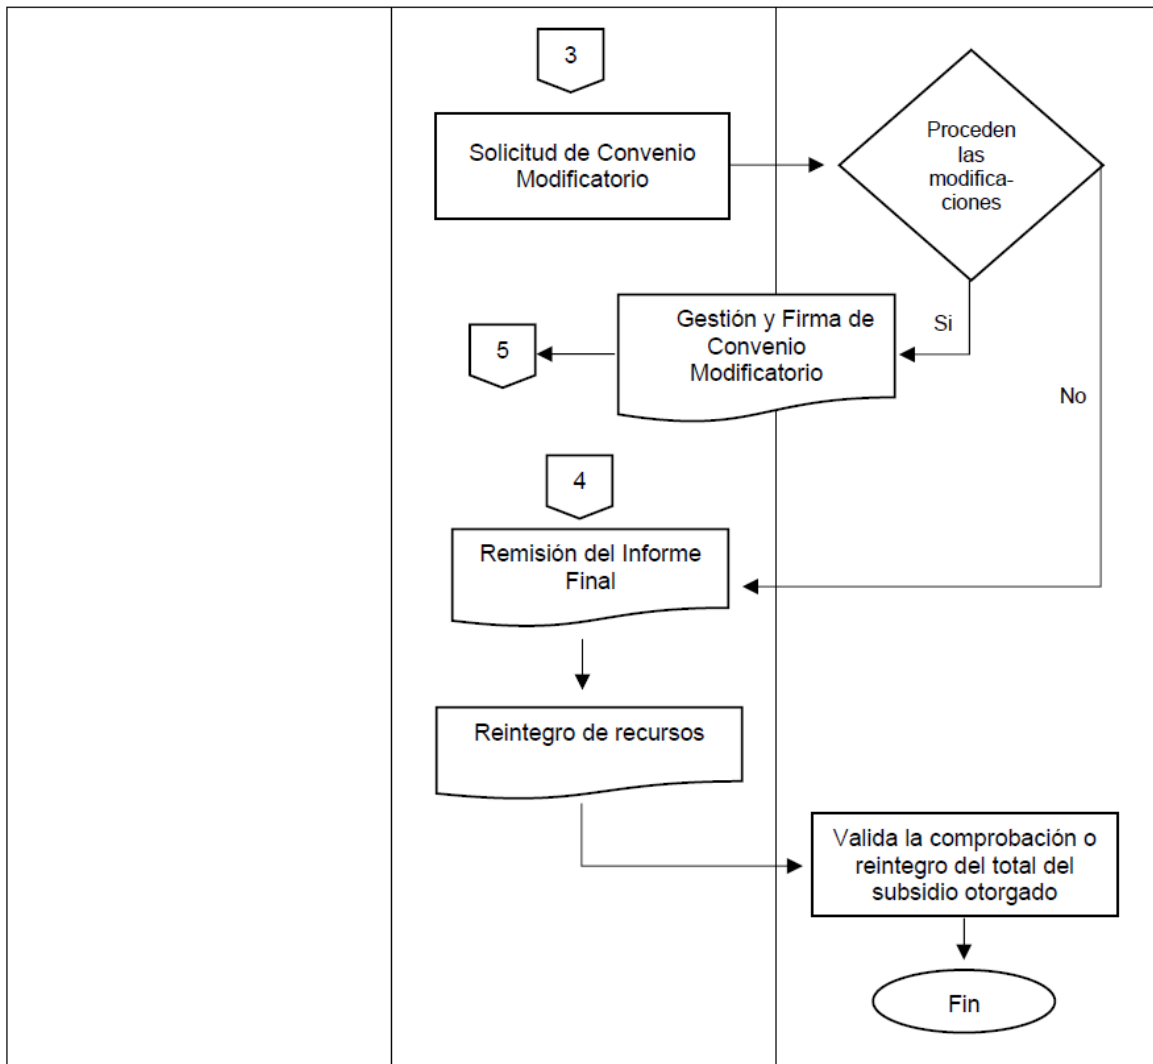 3
Solicitud de Convenio
Modificatorio
Proceden
las
modifica-
ciones
Gestión y Firma de
Convenio
Modificatorio
Si
5
No
4
Remisión del Informe
Final
Reintegro de recursos
Valida la comprobación o
reintegro del total del
subsidio otorgado
Fin